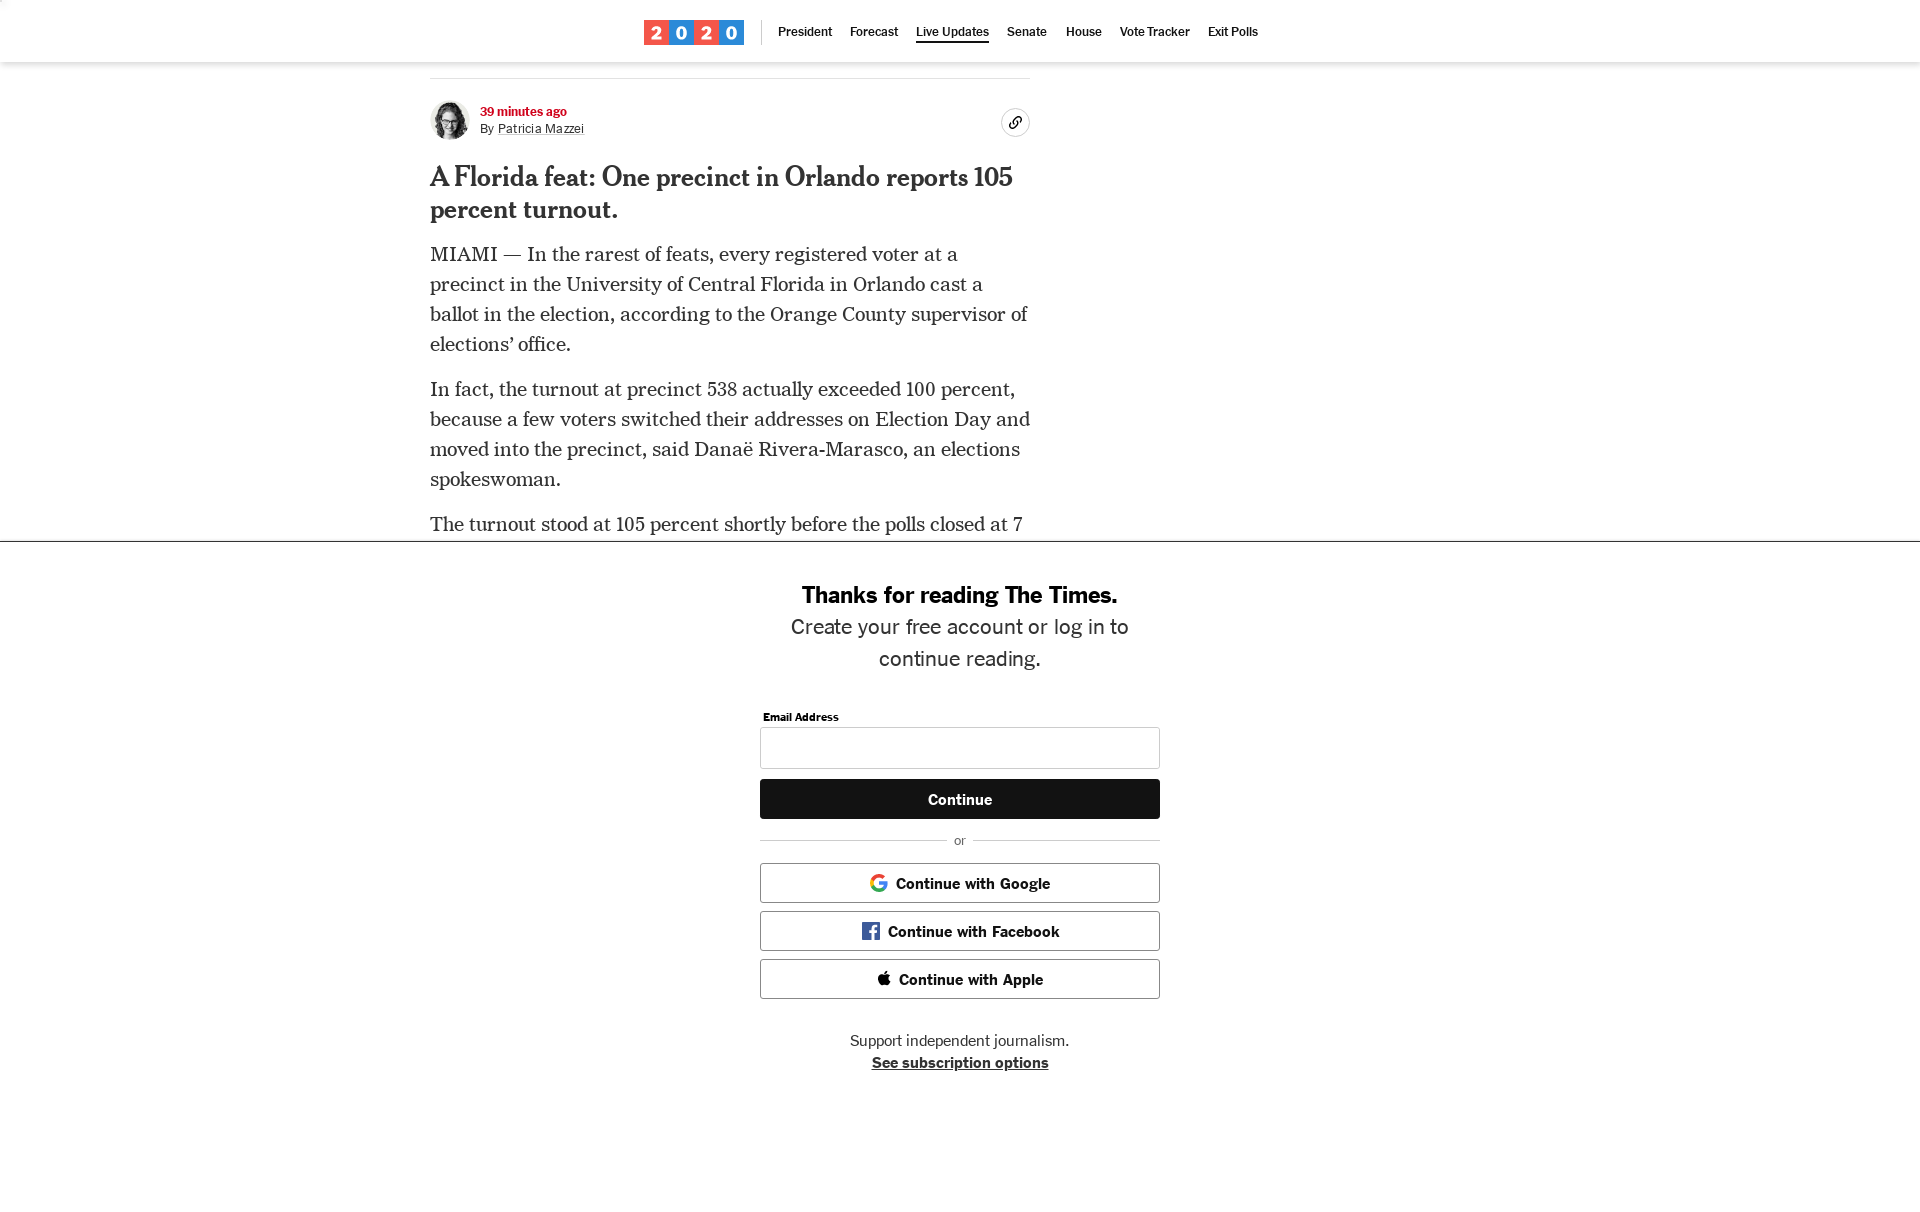 2020
President Forecast Live Updates Senate House Vote Tracker Exit Polls
39 minutes ago
By Patricia Mazzei
A Florida feat: One precinct in Orlando reports 105
percent turnout.
MIAMI — In the rarest of feats, every registered voter at a
precinct in the University of Central Florida in Orlando cast a
ballot in the election, according to the Orange County supervisor of
elections’ office.
In fact, the turnout at precinct 538 actually exceeded 100 percent,
because a few voters switched their addresses on Election Day and
moved into the precinct, said Danaë Rivera-Marasco, an elections
spokeswoman.
The turnout stood at 105 percent shortly before the polls closed at 7
Thanks for reading The Times.
Create your free account or log in to
continue reading.
Email Address
Continue
or
Continue with Google
Continue with Facebook
Continue with Apple
Support independent journalism.
See subscription options